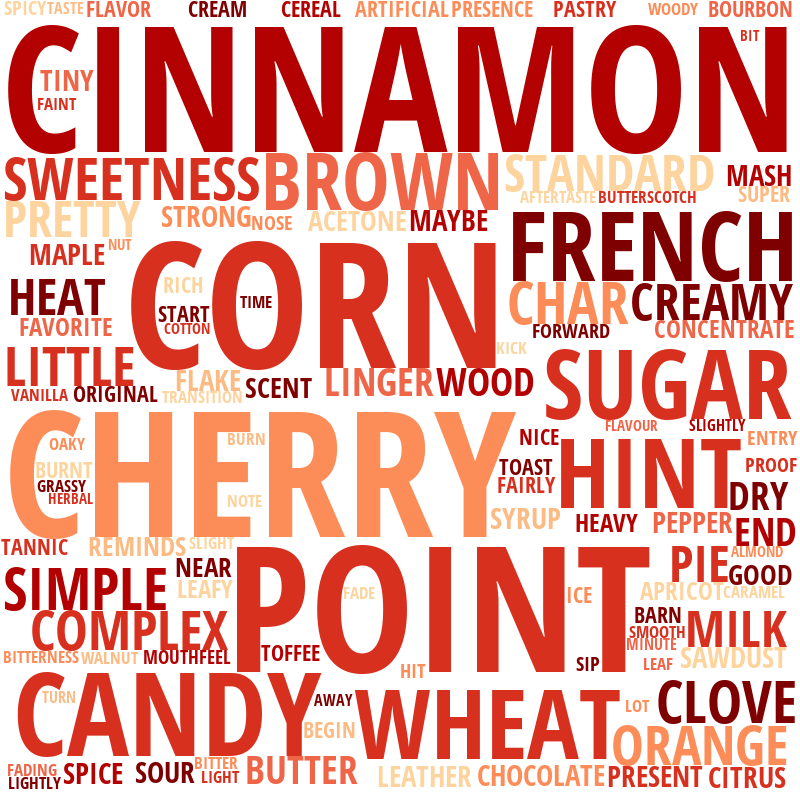 SPICY TASTE FLAVOR CREAM CEREAL ARTIFICIAL PRESENCE PASTRY WOODY BOURBON
CINNAMON
BIT
TINY
FAINT
SWEETNESS BROWN STANDARD MASH
SUPER
AFTERTASTE BUTTERSCOTCH
PRETTY STRONG NOSE ACETONE MAYBE
FRENCH
MAPLE NUT
CORN
HEAT RICH START TIME
COTTON
FAVORITE
CHAR CREAMY
FORWARD CONCENTRATE
KICK
LITTLE FLAKE SCENT LINGER WOOD SUGAR
VANILLA ORIGINAL TRANSITION
CHERRY
FLAVOUR SLIGHTLY
OAKY BURN NICE HINT ENTRY
BURNT TOAST PROOF
GRASSY FAIRLY DRY
HERBAL NOTE
SYRUP HEAVY PEPPER END
TANNIC REMINDS SLIGHT
POINT
PIE ALMOND
NEAR GOOD
SIMPLE LEAFY FADE ICE APRICOT CARAMEL
COMPLEX BARN MILK
SMOOTH
MINUTE
BITTERNESS WALNUT MOUTHFEEL TOFFEE SIP LEAF SAWDUST
HIT
CANDY TURN AWAY WHEAT LOT CLOVE
BEGIN ORANGE
FADING SPICE SOUR BITTER BUTTER LEATHER CHOCOLATE PRESENT CITRUS
LIGHTLY LIGHT